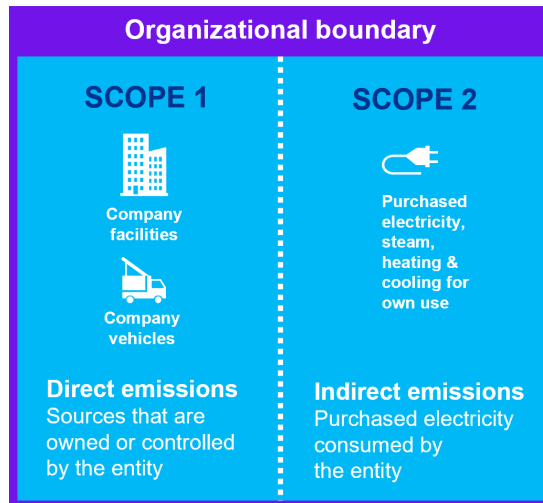 Organizational boundary
SCOPE 1
Company
facilities
Company
vehicles
Direct emissions
Sources that are
owned or controlled
by the entity
SCOPE 2
Purchased
electricity,
steam,
heating &
cooling for
own use
Indirect emissions
Purchased electricity
consumed by
the entity